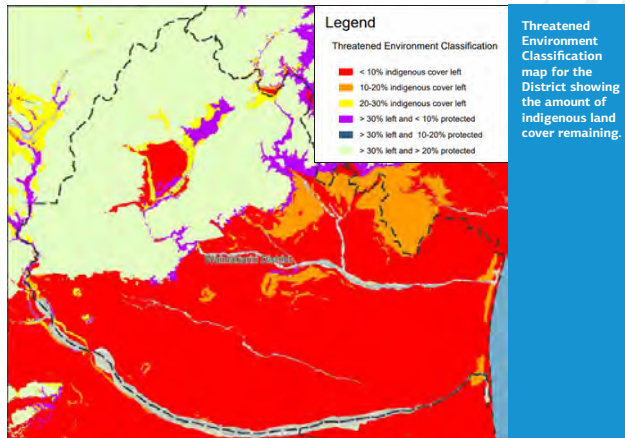 Legend
Threatened Environment Classification
< 10% indigenous cover left
10-20% indigenous cover left
20-30% indigenous cover left
> 30% left and < 10% protected
> 30% left and 10-20% protected
> 30% left and > 20% protected
Threatened
Environment
Classification
map for the
District showing
the amount of
indigenous land
cover remaining.